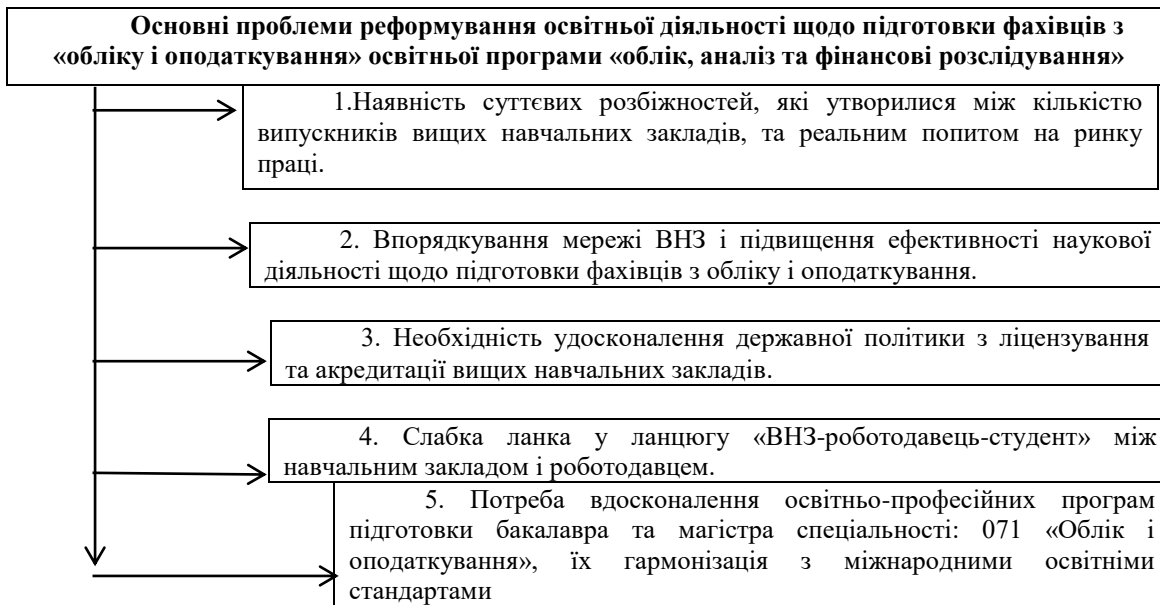 Основні проблеми реформування освітньої діяльності щодо підготовки фахівців з
«обліку і оподаткування» освітньої програми «облік, аналіз та фінансові розслідування»
1.Наявність суттєвих розбіжностей, які утворилися між кількістю
випускників вищих навчальних закладів, та реальним попитом на ринку
праці.
2. Впорядкування мережі ВНЗ і підвищення ефективності наукової
діяльності щодо підготовки фахівців з обліку і оподаткування.
3. Необхідність удосконалення державної політики з ліцензування
та акредитації вищих навчальних закладів.
4. Слабка ланка у ланцюгу «ВНЗ-роботодавець-студент» між
навчальним закладом і роботодавцем.
5. Потреба вдосконалення освітньо-професійних програм
підготовки бакалавра та магістра спеціальності: 071 «Облік і
оподаткування», їх гармонізація з міжнародними освітніми
стандартами